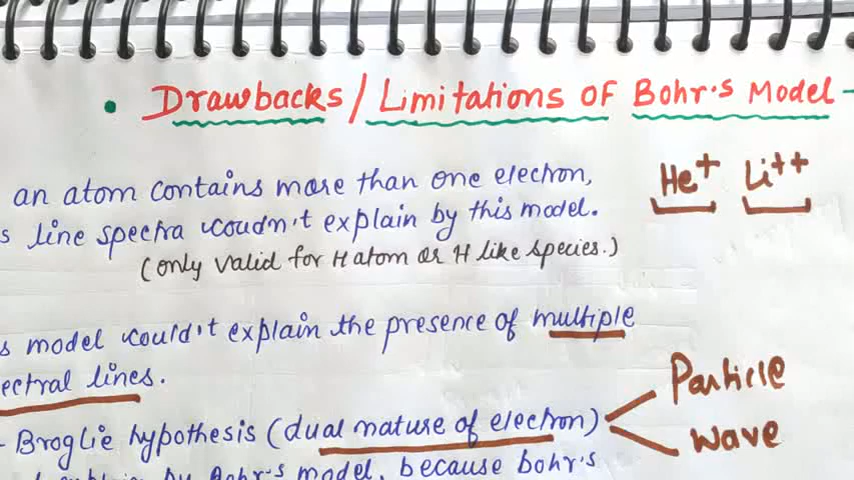 • Drawbacks / Limitations of Bohr's Model -
an atom contains more than one electron,
He+ Li++
s line spectra coudn't explain by this model.
(only valid for H atom or H like species.)
s model could't explain the presence of multiple
ectral lines.
Particle
- Broglie hypothesis (dual nature of electron)
wave
by Bohr's model, because bohr's